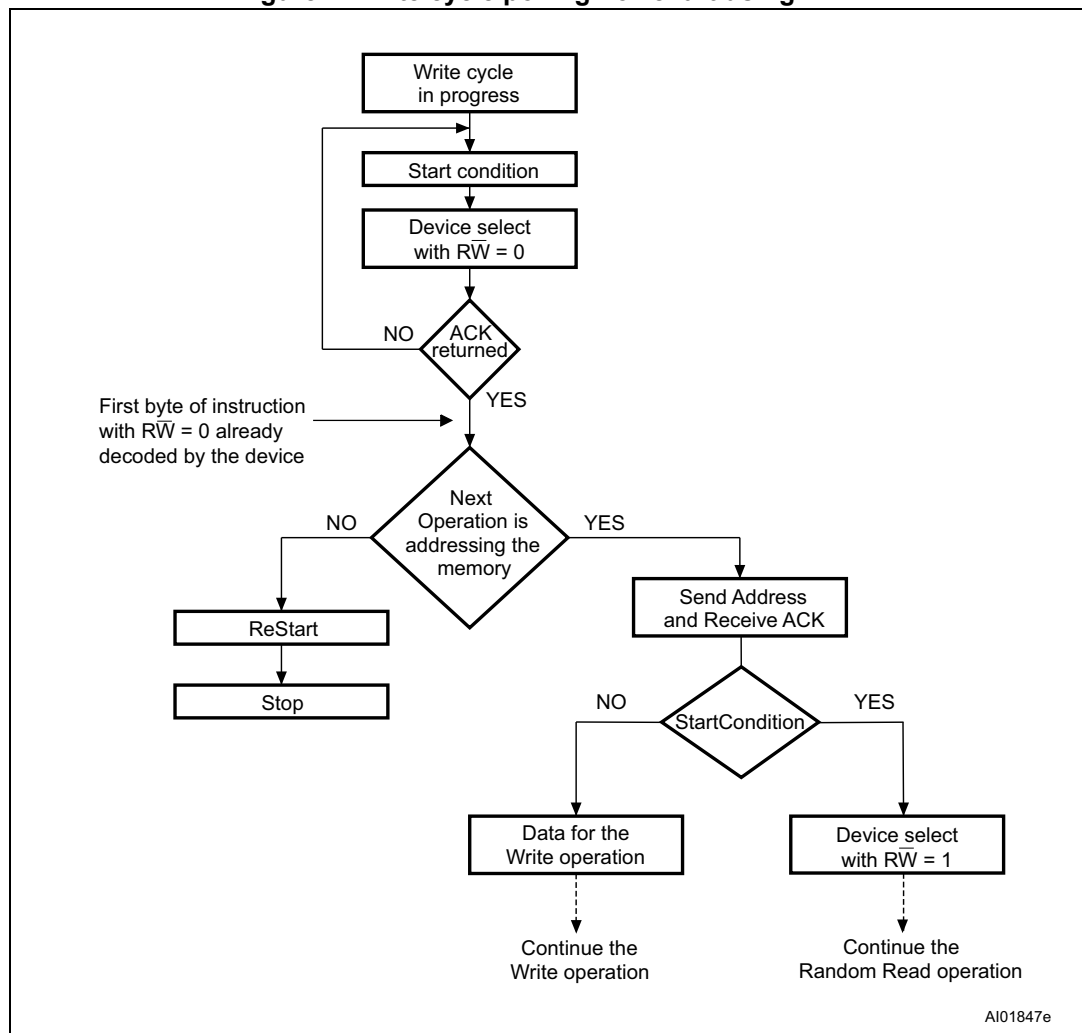 Write cycle
in progress
Start condition
Device select
with RW̅ = 0
NO
ACK
returned
YES
First byte of instruction
with RW̅ = 0 already
decoded by the device
NO
Next
Operation is
addressing the
memory
YES
Send Address
and Receive ACK
ReStart
Stop
NO
StartCondition
YES
Data for the
Write operation
Device select
with RW̅ = 1
Continue the
Write operation
Continue the
Random Read operation
AI01847e